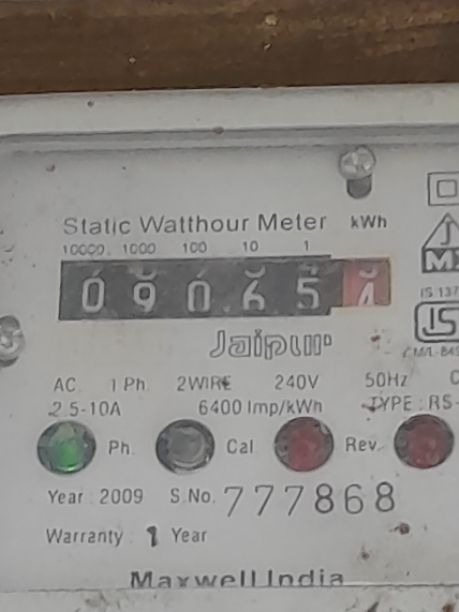 Static Watthour Meter kWh
10000 1000 100 10 1
0 9 0 6 5 4
Jaipur
IS 137
AC 1 Ph. 2WIRE 240V 50Hz
2.5-10A 6400 Imp/kWh TYPE : RS-
Ph. Cal Rev.
Year : 2009 S.No. 777868
Warranty : 1 Year
Maxwell India